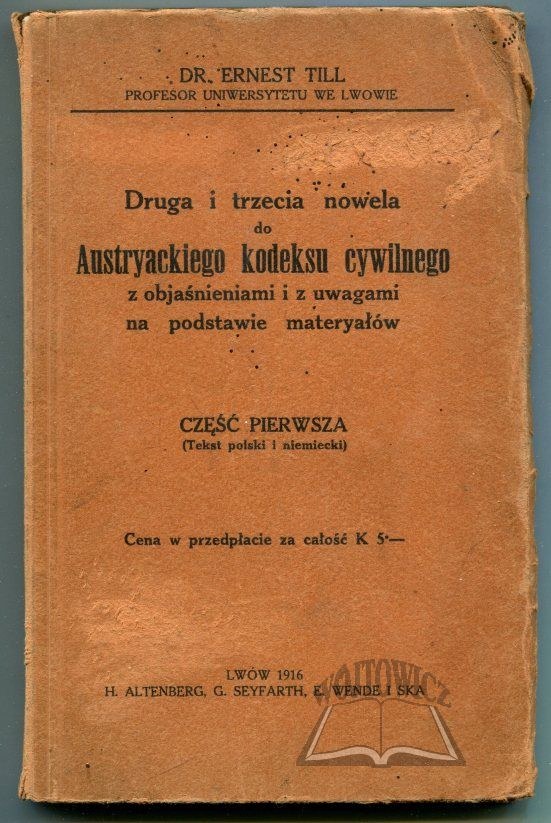 DR. ERNEST TILL
PROFESOR UNIWERSYTETU WE LWOWIE
Druga i trzecia nowela
do
Austryackiego kodeksu cywilnego
z objaśnieniami i z uwagami
na podstawie materyałów
CZĘŚĆ PIERWSZA
(Tekst polski i niemiecki)
Cena w przedpłacie za całość K 5·—
LWÓW 1916
H. ALTENBERG, G. SEYFARTH, E. WENDE I SKA
WÓJTOWICZ